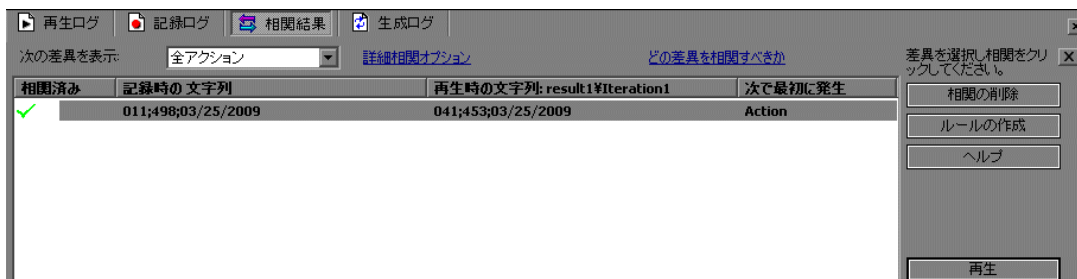 再生ログ 記録ログ 相関結果 生成ログ
次の差異を表示: 全アクション 詳細相関オプション どの差異を相関すべきか
差異を選択し相関をクリ
ックしてください。
相関済み 記録時の 文字列 再生時の文字列: result1¥Iteration1 次で最初に発生
011;498;03/25/2009 041;453;03/25/2009 Action
相関の削除
ルールの作成
ヘルプ
再生